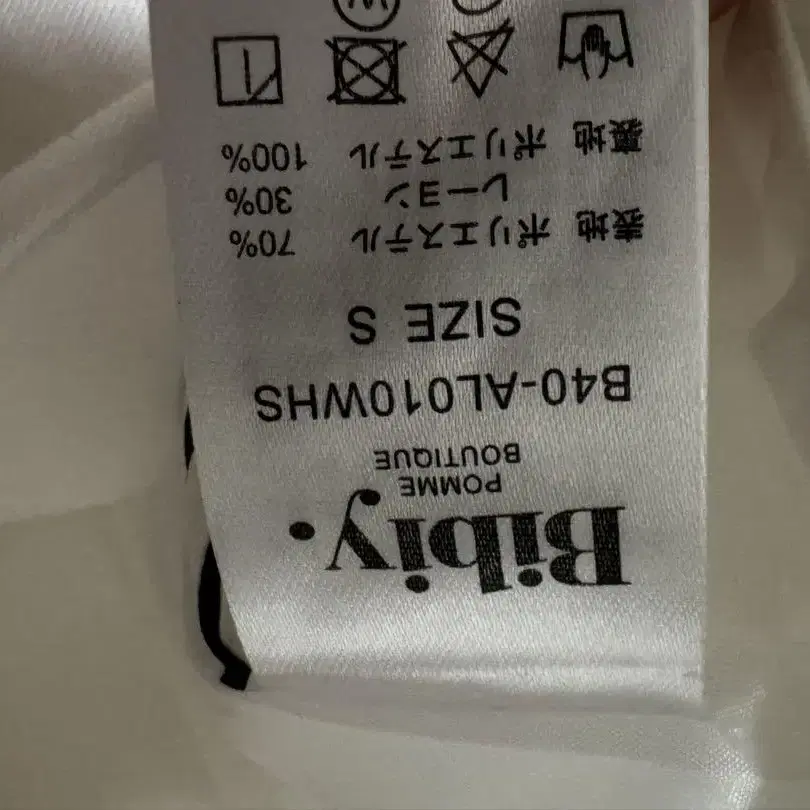 Bibiy.
POMME
BOUTIQUE
B40-AL010WHS
SIZE S
表地 ポリエステル 70%
レーヨン 30%
裏地 ポリエステル 100%
W